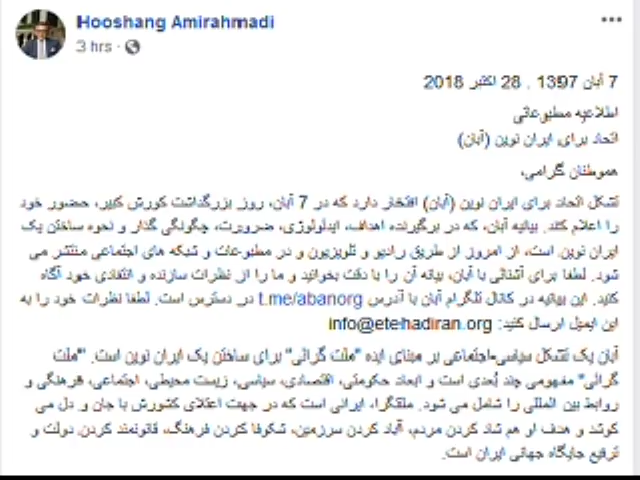 Hooshang Amirahmadi
3 hrs ·
7 آبان 1397 , 28 اکتبر 2018
اطلاعیه مطبوعاتی
اتحاد برای ایران نوین (آبان)
هموطنان گرامی،
تشکل اتحاد برای ایران نوین (آبان) افتخار دارد که در 7 آبان، روز بزرگداشت کورش کبیر، حضور خود
را اعلام کند. بیانیه آبان، که در برگیرنده اهداف، ایدئولوژی، ضرورت، چگونگی گذار و نحوه ساختن یک
ایران نوین است، از امروز از طریق رادیو و تلویزیون و در مطبوعات و شبکه های اجتماعی منتشر می
شود. لطفا برای آشنائی با آبان، بیانه آن را با دقت بخوانید و ما را از نظرات سازنده و انتقادی خود آگاه
کنید. این بیانیه در کانال تلگرام آبان با آدرس t.me/abanorg در دسترس است. لطفا نظرات خود را به
این ایمیل ارسال کنید: info@etehadiran.org
آبان یک تشکل سیاسی-اجتماعی بر مبنای ایده "ملت گرائی" برای ساختن یک ایران نوین است. "ملت
گرائی" مفهومی چند بُعدی است و ابعاد حکومتی، اقتصادی، سیاسی، زیست محیطی، اجتماعی، فرهنگی و
روابط بین المللی را شامل می شود. ملتگرا، ایرانی است که در جهت اعتلای کشورش با جان و دل می
کوشد و هدف او هم شاد کردن مردم، آباد کردن سرزمین، شکوفا کردن فرهنگ، قانونمند کردن دولت و
ترفیع جایگاه جهانی ایران است.